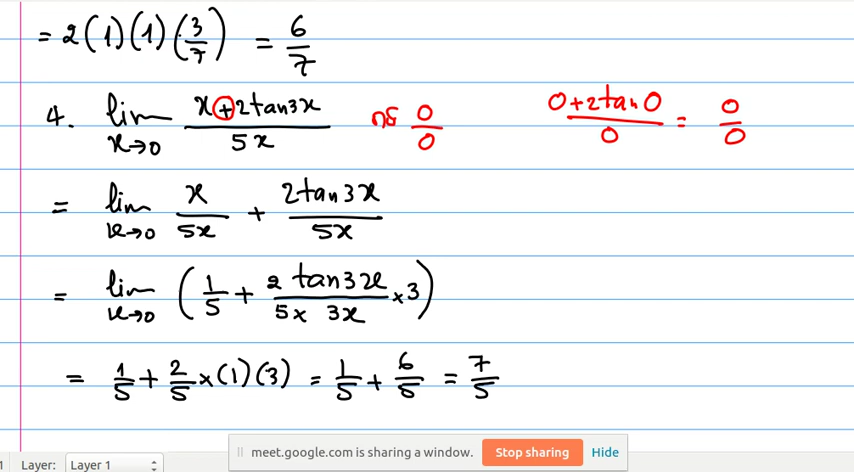 = 2(1)(1)(3/7) = 6/7
4. lim x→0 (x + 2tan3x)/(5x) 0/0 (0+2tan0)/0 = 0/0
= lim x→0 x/5x + 2tan3x/5x
= lim x→0 (1/5 + 2/5 × tan3x/3x × 3)
= 1/5 + 2/5 × (1)(3) = 1/5 + 6/5 = 7/5
meet.google.com is sharing a window. Stop sharing Hide
Layer: Layer 1